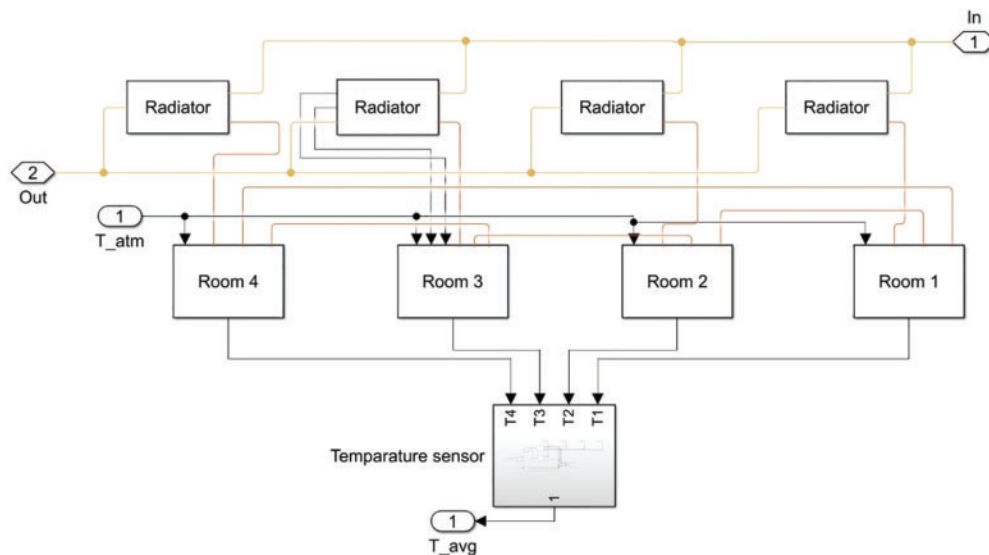 In
1
Radiator
Radiator
Radiator
Radiator
2
Out
1
T_atm
Room 4
Room 3
Room 2
Room 1
T4
T3
T2
T1
Temparature sensor
1
1
T_avg